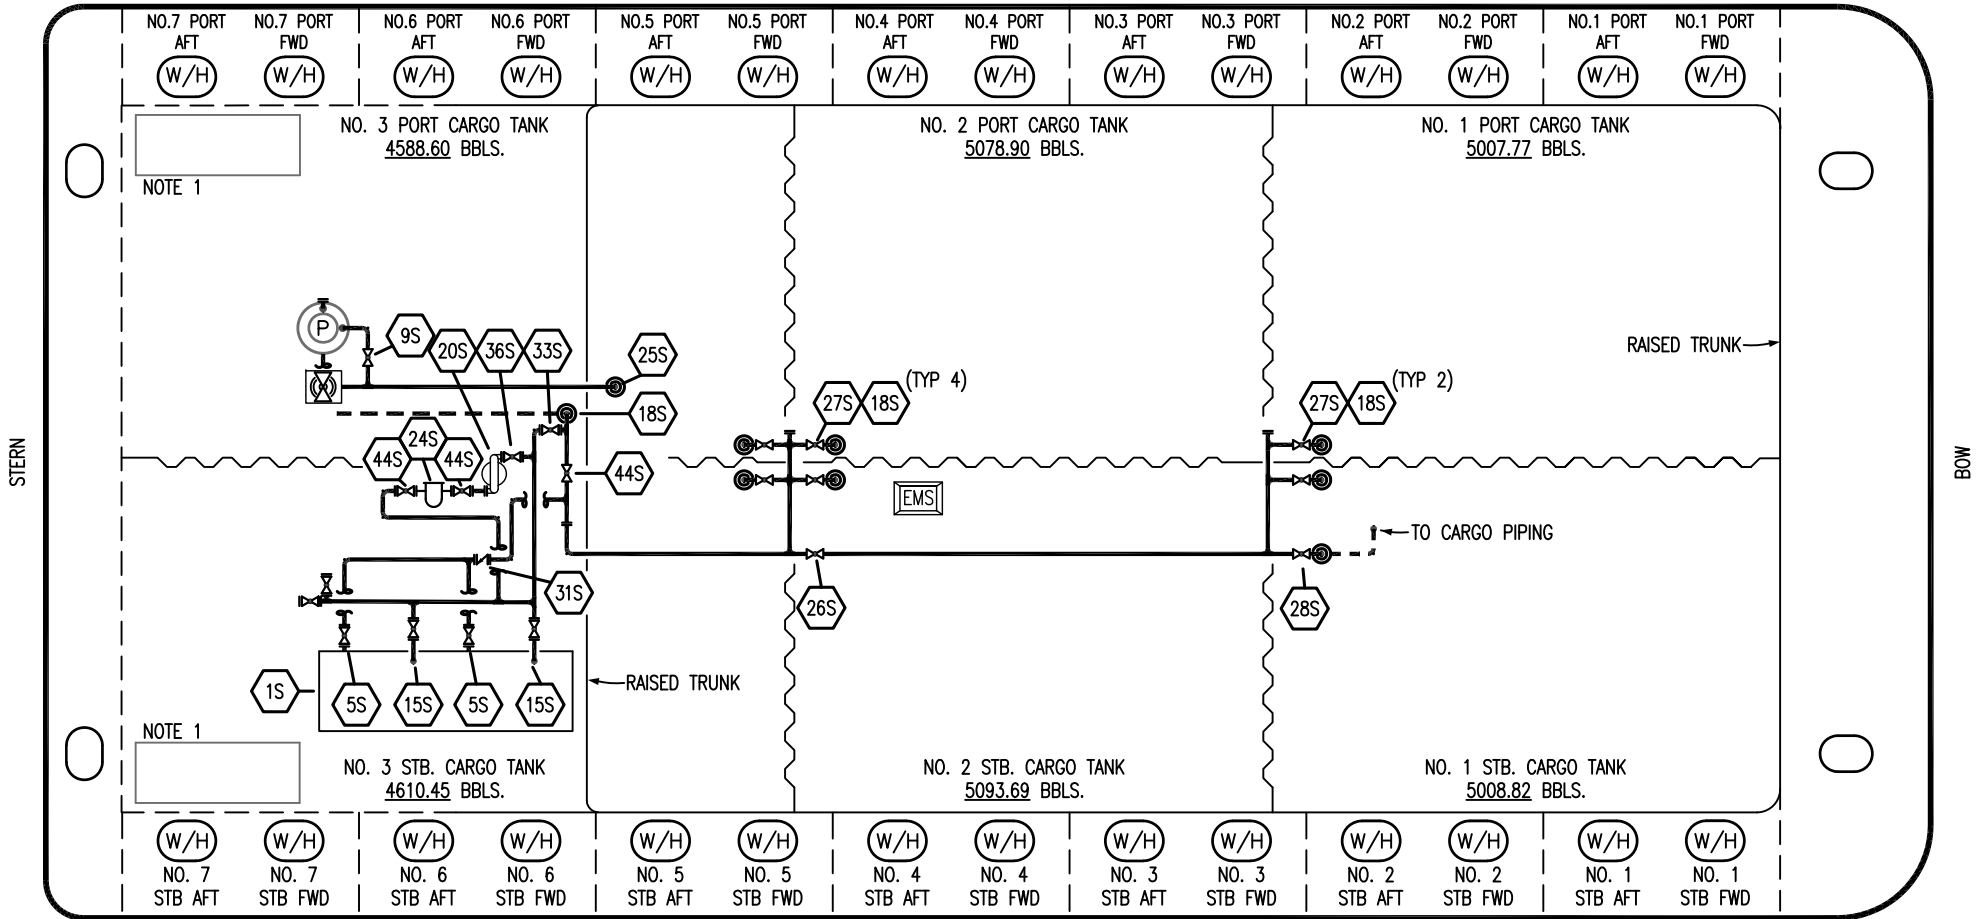 NO.7 PORT AFT
NO.7 PORT FWD
NO.6 PORT AFT
NO.6 PORT FWD
NO.5 PORT AFT
NO.5 PORT FWD
NO.4 PORT AFT
NO.4 PORT FWD
NO.3 PORT AFT
NO.3 PORT FWD
NO.2 PORT AFT
NO.2 PORT FWD
NO.1 PORT AFT
NO.1 PORT FWD
W/H W/H W/H W/H W/H W/H W/H W/H W/H W/H W/H W/H W/H W/H
NO. 3 PORT CARGO TANK
4588.60 BBLS.
NO. 2 PORT CARGO TANK
5078.90 BBLS.
NO. 1 PORT CARGO TANK
5007.77 BBLS.
NOTE 1
P
9S
20S
36S
33S
25S
18S
RAISED TRUNK
27S 18S (TYP 4)
27S 18S (TYP 2)
STERN
BOW
44S
24S
44S
44S
EMS
TO CARGO PIPING
31S
26S
28S
1S
5S
15S
5S
15S
RAISED TRUNK
NOTE 1
NO. 3 STB. CARGO TANK
4610.45 BBLS.
NO. 2 STB. CARGO TANK
5093.69 BBLS.
NO. 1 STB. CARGO TANK
5008.82 BBLS.
W/H W/H W/H W/H W/H W/H W/H W/H W/H W/H W/H W/H W/H W/H
NO. 7 STB AFT
NO. 7 STB FWD
NO. 6 STB AFT
NO. 6 STB FWD
NO. 5 STB AFT
NO. 5 STB FWD
NO. 4 STB AFT
NO. 4 STB FWD
NO. 3 STB AFT
NO. 3 STB FWD
NO. 2 STB AFT
NO. 2 STB FWD
NO. 1 STB AFT
NO. 1 STB FWD